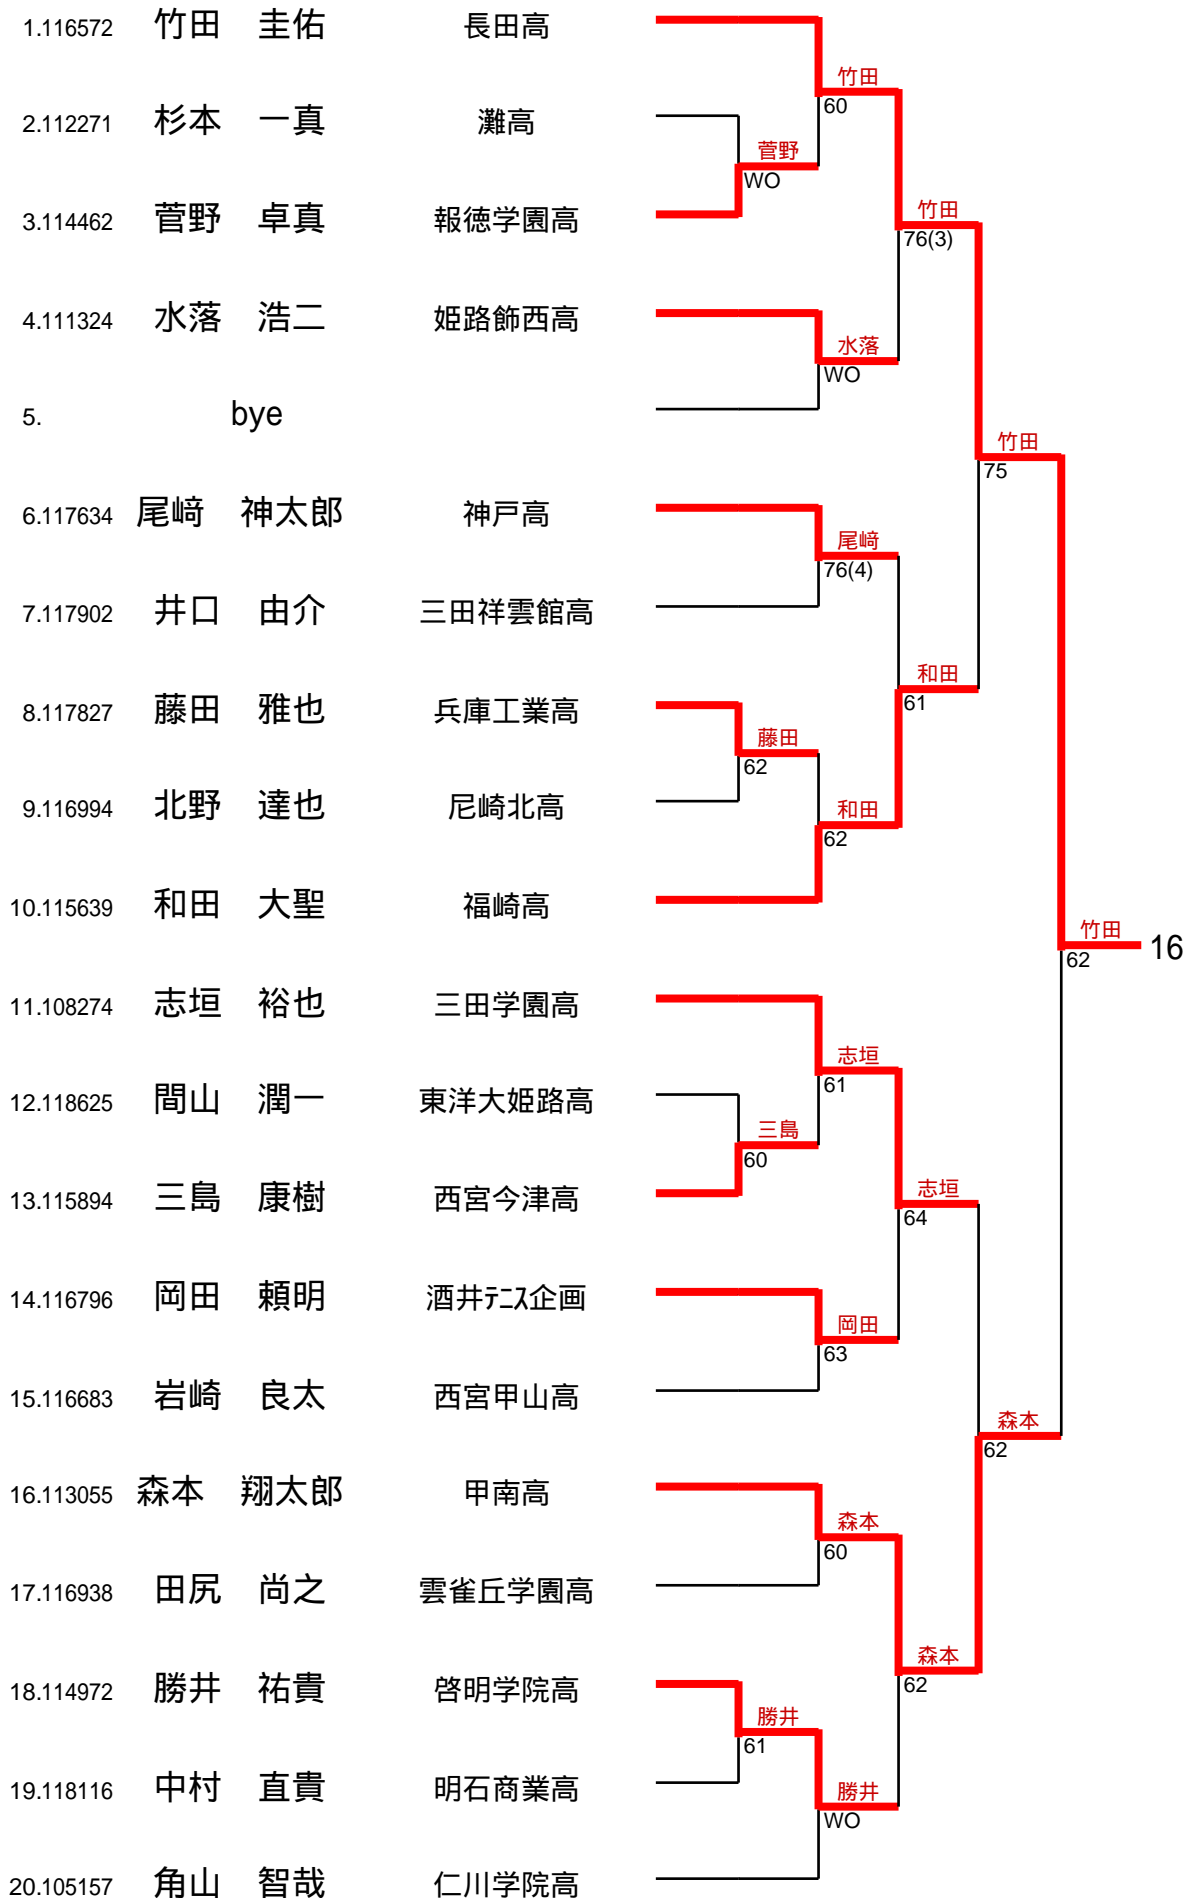 1.116572 竹田　圭佑 長田高
竹田
60
2.112271 杉本　一真 灘高
菅野
WO
3.114462 菅野　卓真 報徳学園高
竹田
76(3)
4.111324 水落　浩二 姫路飾西高
水落
WO
5. bye
竹田
75
6.117634 尾﨑　神太郎 神戸高
尾﨑
76(4)
7.117902 井口　由介 三田祥雲館高
和田
61
8.117827 藤田　雅也 兵庫工業高
藤田
62
9.116994 北野　達也 尼崎北高
和田
62
10.115639 和田　大聖 福崎高
竹田
62
16
11.108274 志垣　裕也 三田学園高
志垣
61
12.118625 間山　潤一 東洋大姫路高
三島
60
13.115894 三島　康樹 西宮今津高
志垣
64
14.116796 岡田　頼明 酒井ﾃﾆｽ企画
岡田
63
15.116683 岩崎　良太 西宮甲山高
森本
62
16.113055 森本　翔太郎 甲南高
森本
60
17.116938 田尻　尚之 雲雀丘学園高
森本
62
18.114972 勝井　祐貴 啓明学院高
勝井
61
19.118116 中村　直貴 明石商業高
勝井
WO
20.105157 角山　智哉 仁川学院高